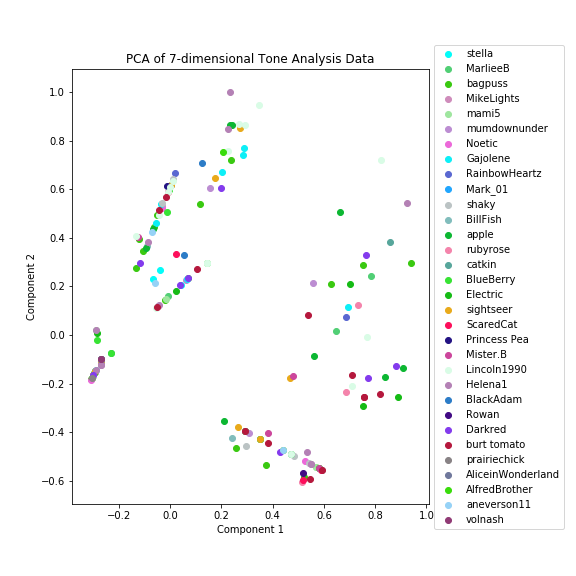 PCA of 7-dimensional Tone Analysis Data
Component 2
1.0
0.8
0.6
0.4
0.2
0.0
−0.2
−0.4
−0.6
−0.2
0.0
0.2
0.4
0.6
0.8
1.0
Component 1
stella
MarlieeB
bagpuss
MikeLights
mami5
mumdownunder
Noetic
Gajolene
RainbowHeartz
Mark_01
shaky
BillFish
apple
rubyrose
catkin
BlueBerry
Electric
sightseer
ScaredCat
Princess Pea
Mister.B
Lincoln1990
Helena1
BlackAdam
Rowan
Darkred
burt tomato
prairiechick
AliceinWonderland
AlfredBrother
aneverson11
volnash